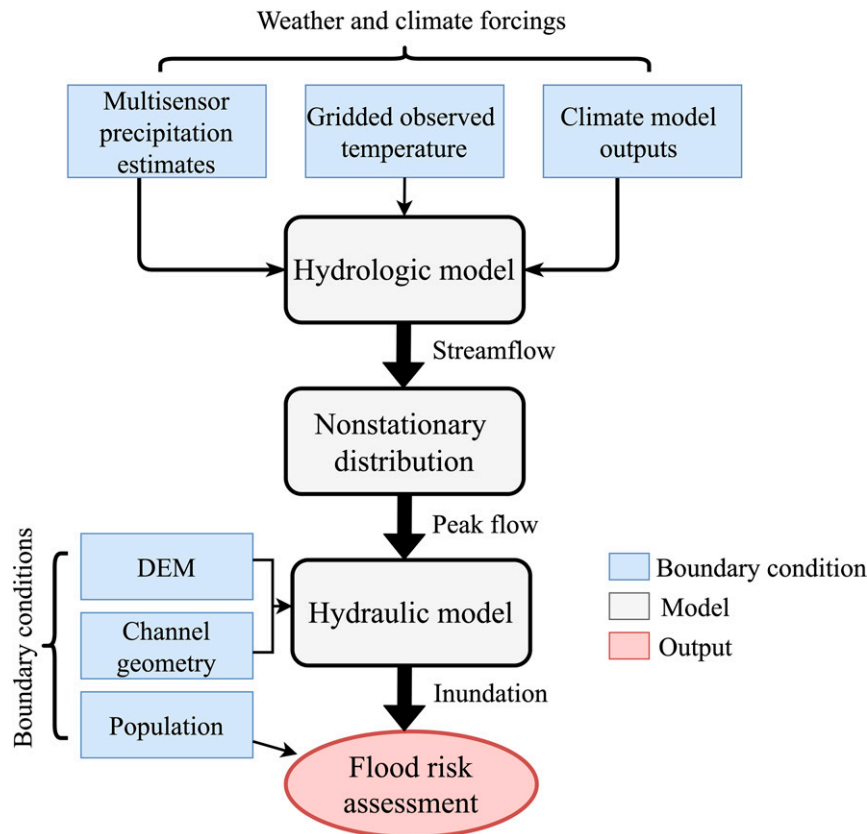 Weather and climate forcings
Multisensor
precipitation
estimates
Gridded observed
temperature
Climate model
outputs
Hydrologic model
Streamflow
Nonstationary
distribution
Peak flow
Boundary conditions
DEM
Channel
geometry
Population
Hydraulic model
Inundation
Flood risk
assessment
Boundary condition
Model
Output